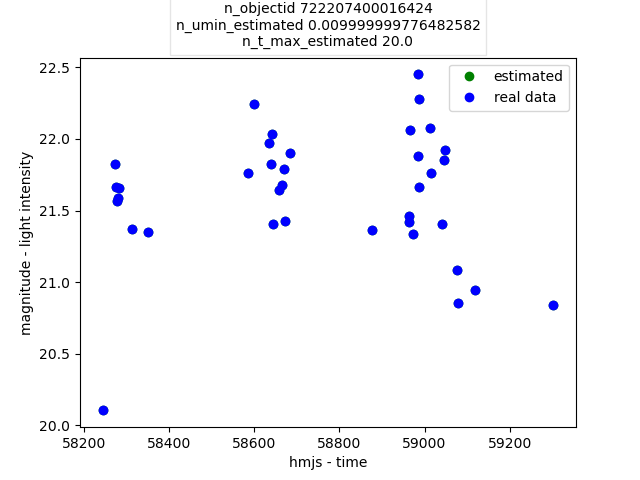 n_objectid 722207400016424
n_umin_estimated 0.009999999776482582
n_t_max_estimated 20.0
estimated
real data
22.5
22.0
21.5
21.0
20.5
20.0
magnitude - light intensity
58200 58400 58600 58800 59000 59200
hmjs - time